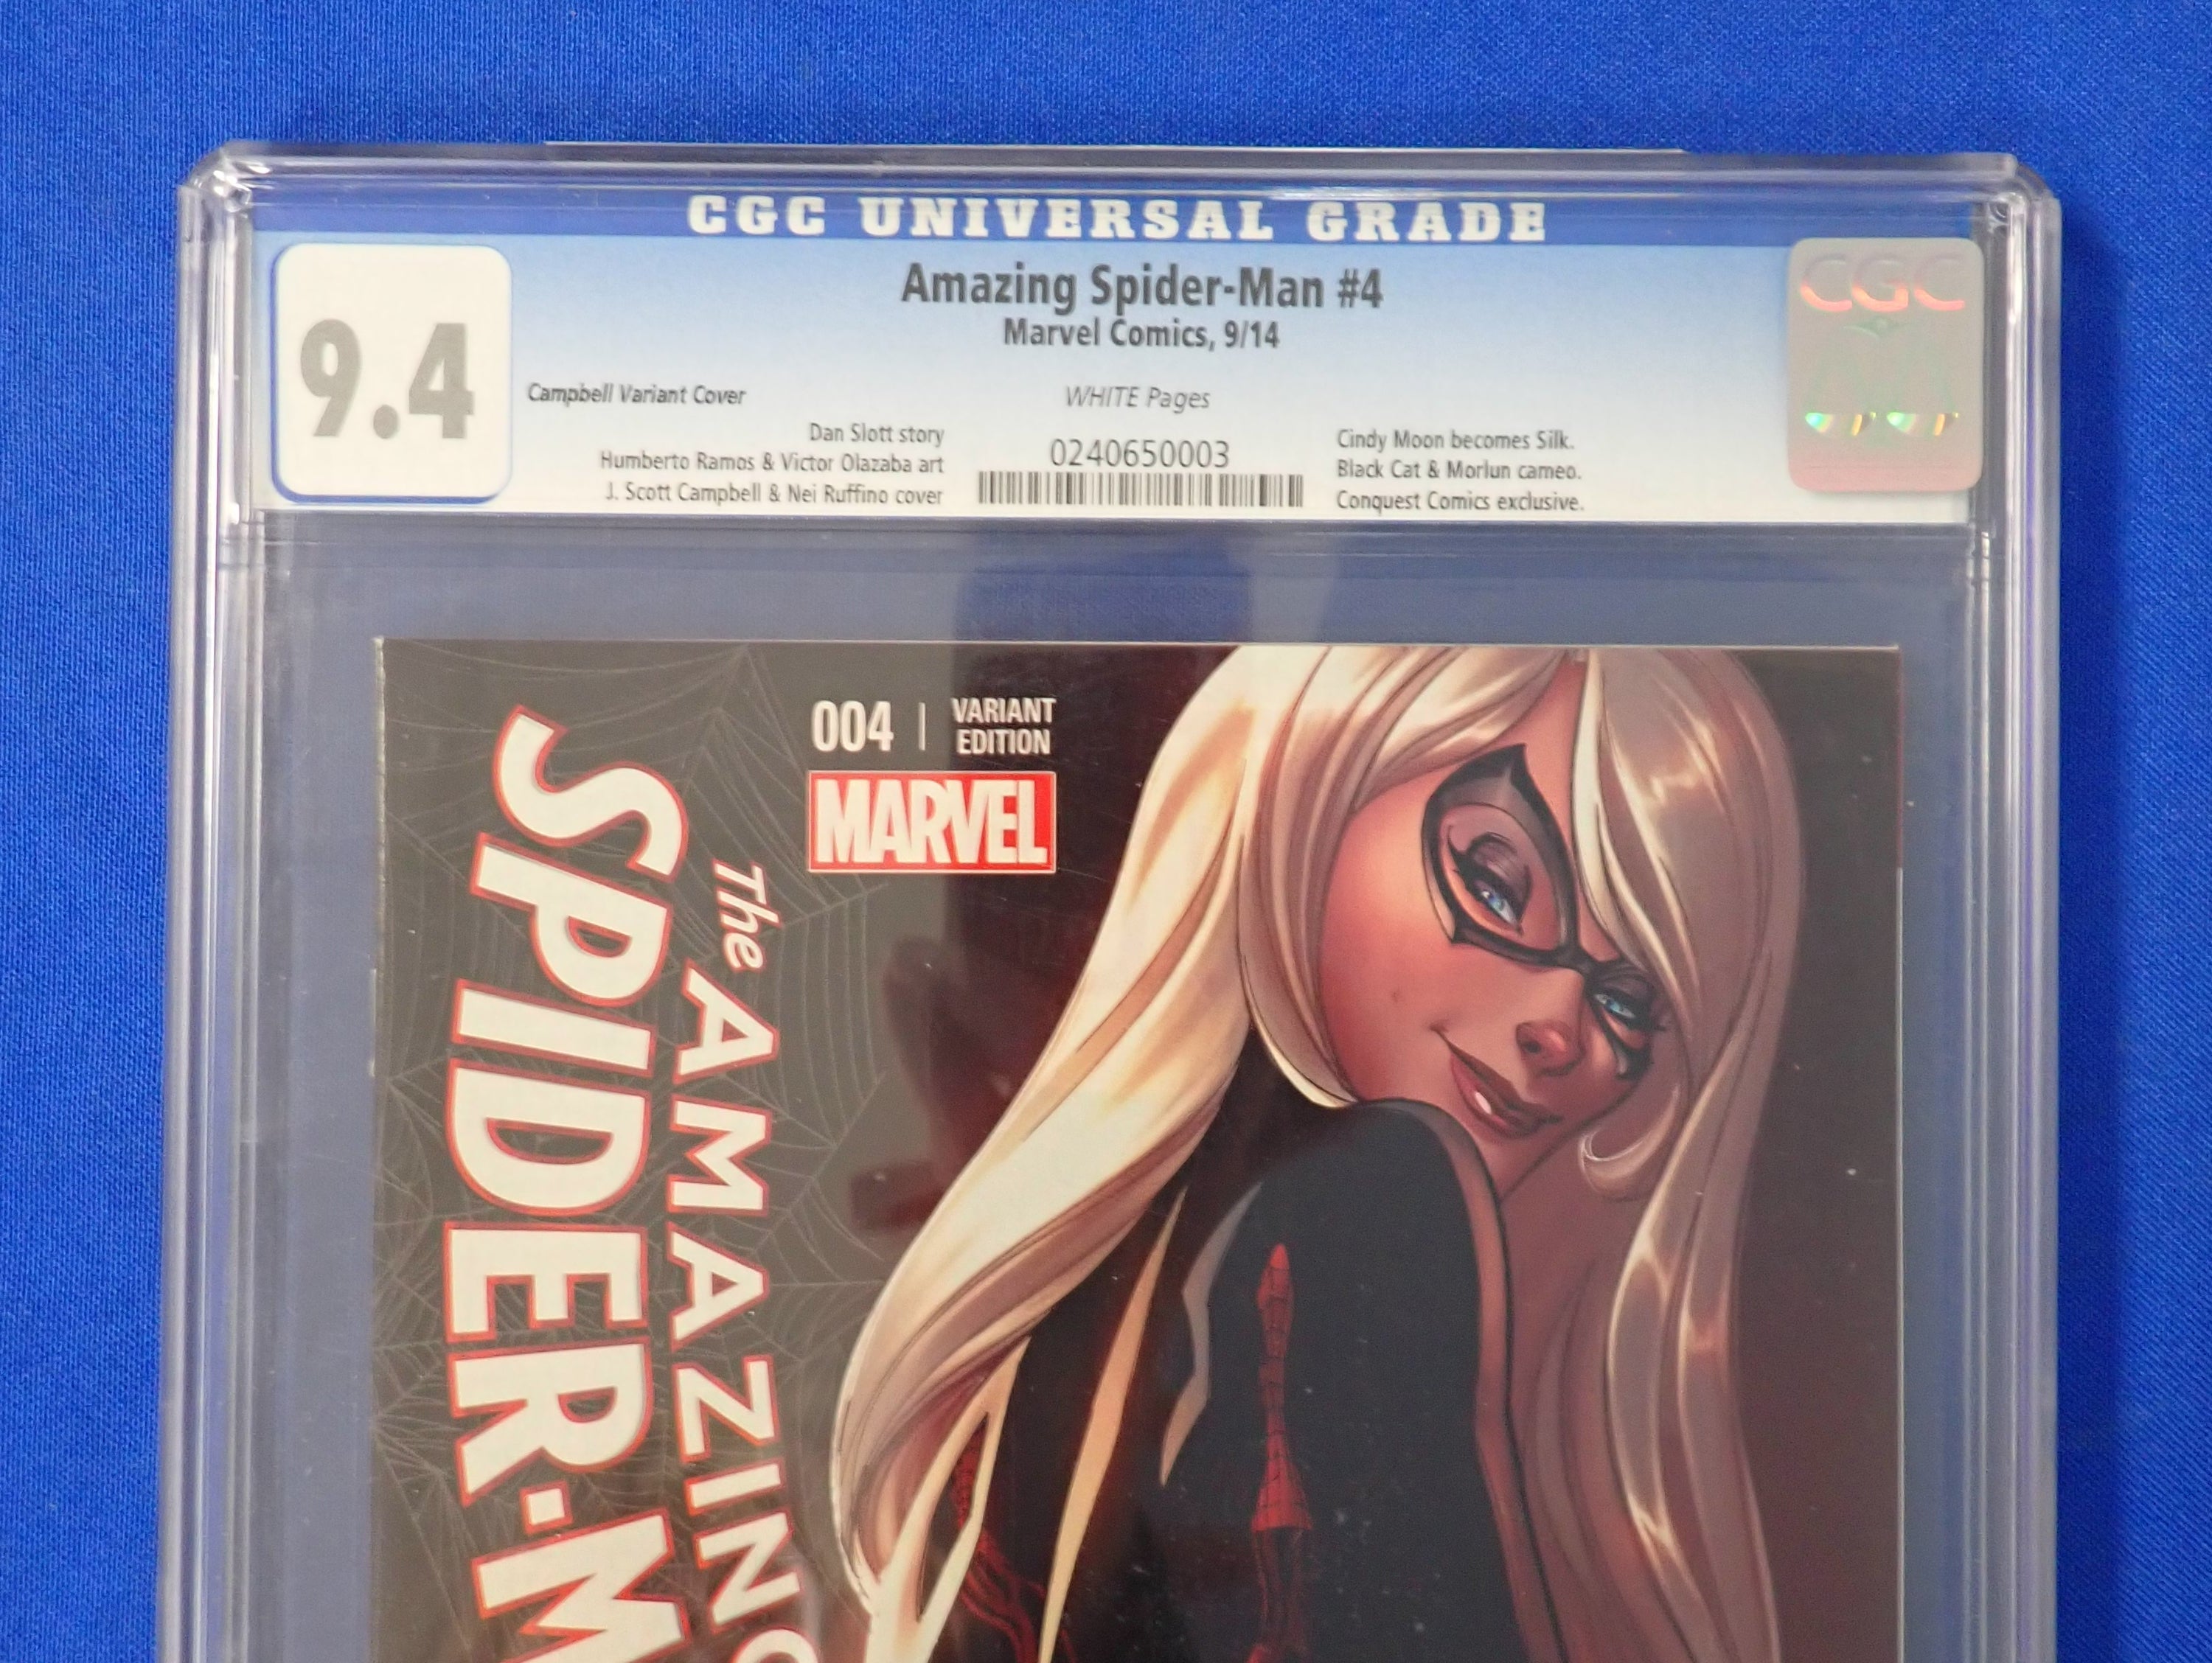 CGC UNIVERSAL GRADE
9.4
Amazing Spider-Man #4
Marvel Comics, 9/14
CGC
Campbell Variant Cover
WHITE Pages
Dan Slott story
Humberto Ramos & Victor Olazaba art
J. Scott Campbell & Nei Ruffino cover
0240650003
Cindy Moon becomes Silk.
Black Cat & Morlun cameo.
Conquest Comics exclusive.
004 | VARIANT
EDITION
MARVEL
The AMAZING
SPIDER-M